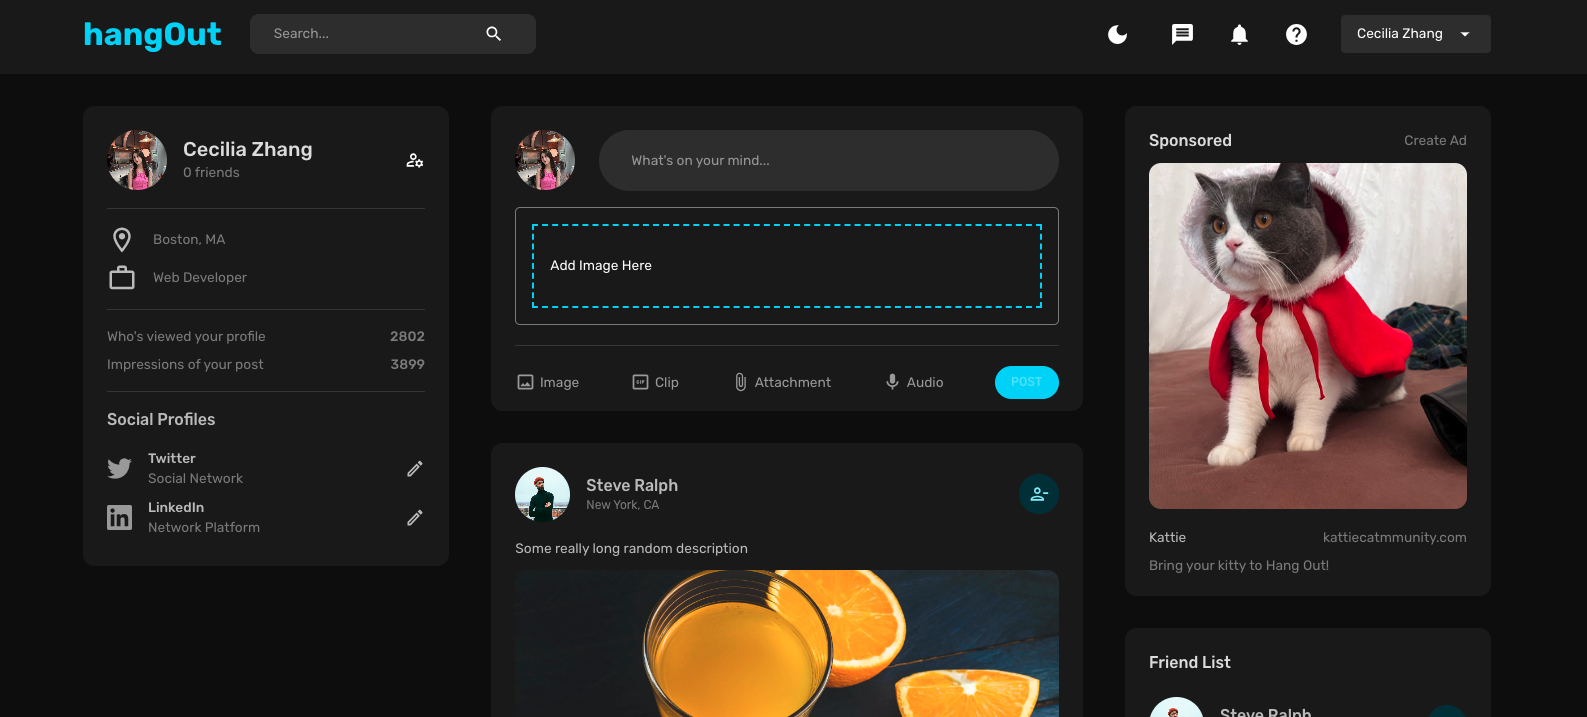 hangOut
Search...
Cecilia Zhang
Cecilia Zhang
0 friends
Boston, MA
Web Developer
Who's viewed your profile 2802
Impressions of your post 3899
Social Profiles
Twitter
Social Network
LinkedIn
Network Platform
What's on your mind...
Add Image Here
Image
Clip
Attachment
Audio
POST
Steve Ralph
New York, CA
Some really long random description
Sponsored
Create Ad
Kattie
kattiecatmmunity.com
Bring your kitty to Hang Out!
Friend List
Steve Ralph